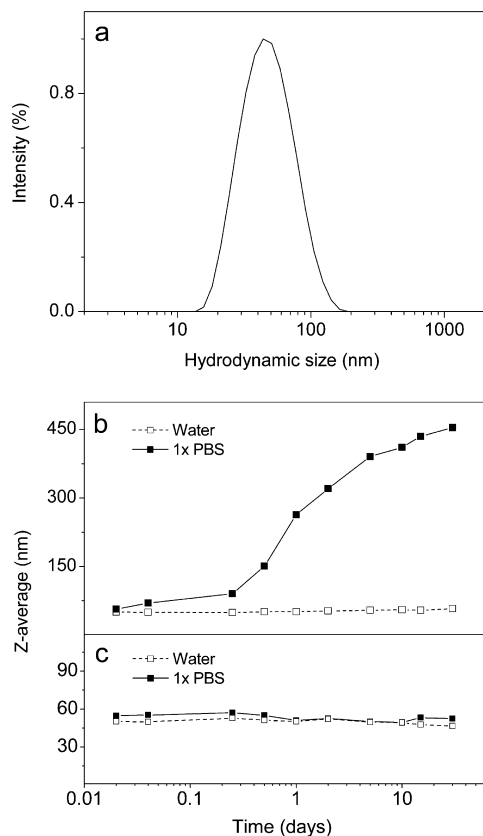 a
Intensity (%)
0.8
0.4
0.0
10
100
1000
Hydrodynamic size (nm)
b
Water
1x PBS
450
300
150
Z-average (nm)
c
Water
1x PBS
90
60
30
0.01
0.1
1
10
Time (days)